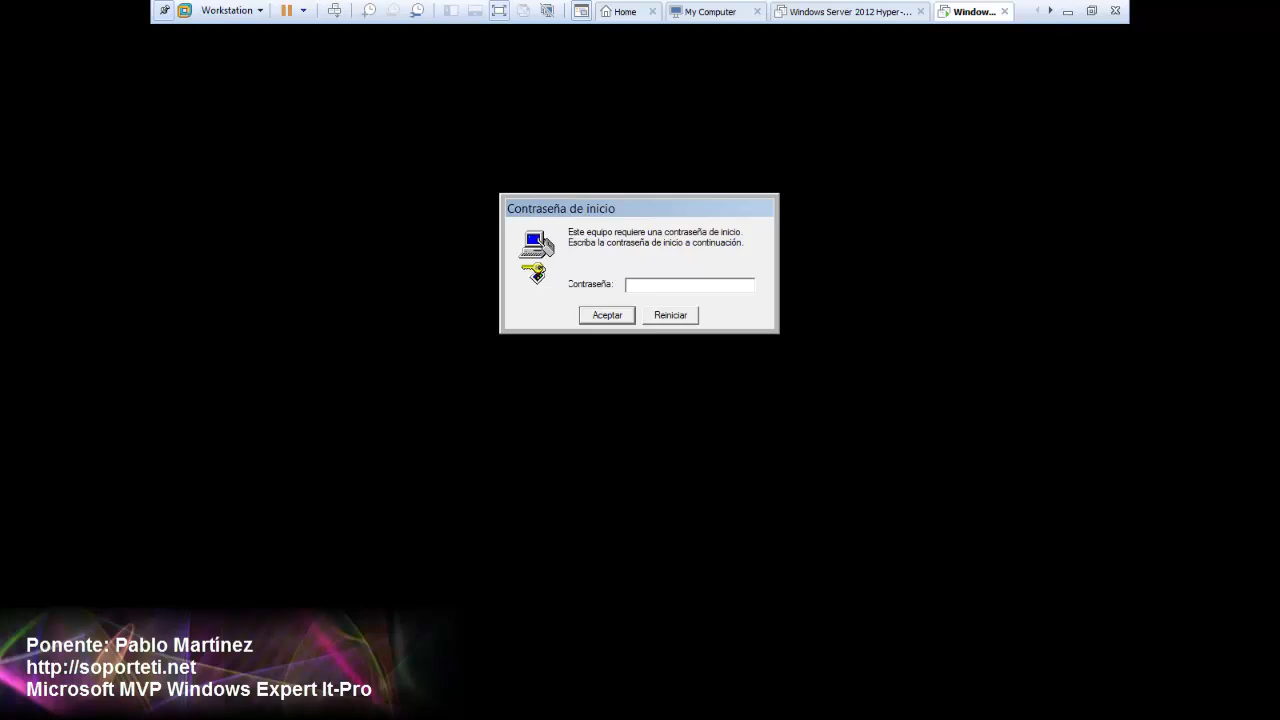 Workstation
Home
My Computer
Windows Server 2012 Hyper-...
Window...
Contraseña de inicio
Este equipo requiere una contraseña de inicio.
Escriba la contraseña de inicio a continuación.
Contraseña:
Aceptar
Reiniciar
Ponente: Pablo Martínez
http://soporteti.net
Microsoft MVP Windows Expert It-Pro